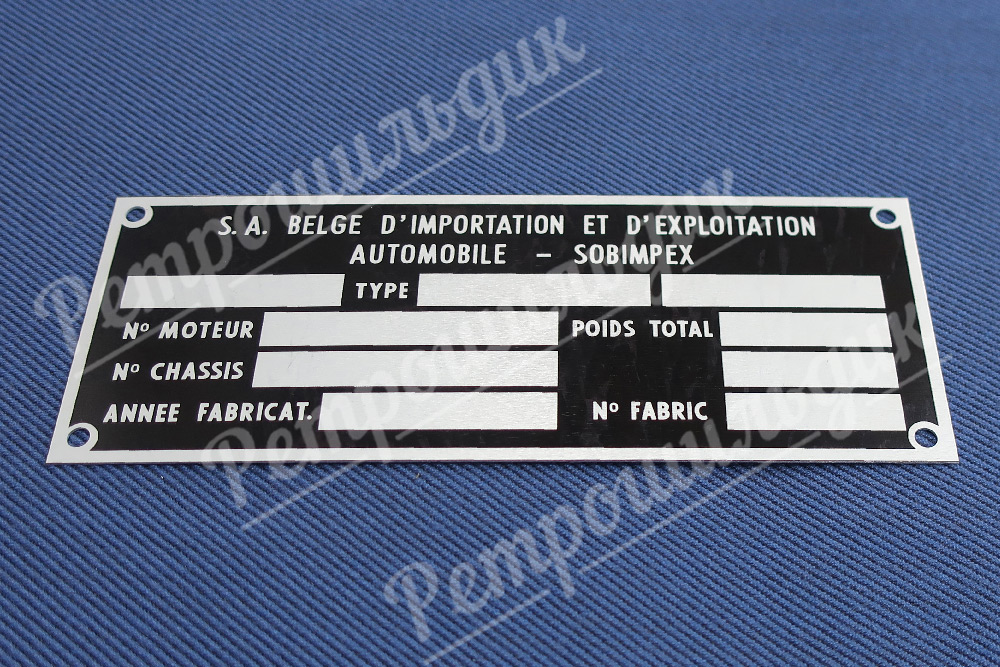 S. A. BELGE D'IMPORTATION ET D'EXPLOITATION
AUTOMOBILE – SOBIMPEX
TYPE
Nº MOTEUR POIDS TOTAL
Nº CHASSIS
ANNEE FABRICAT. Nº FABRIC
Ретрошильдик
Ретрошильдик
Ретрошильдик